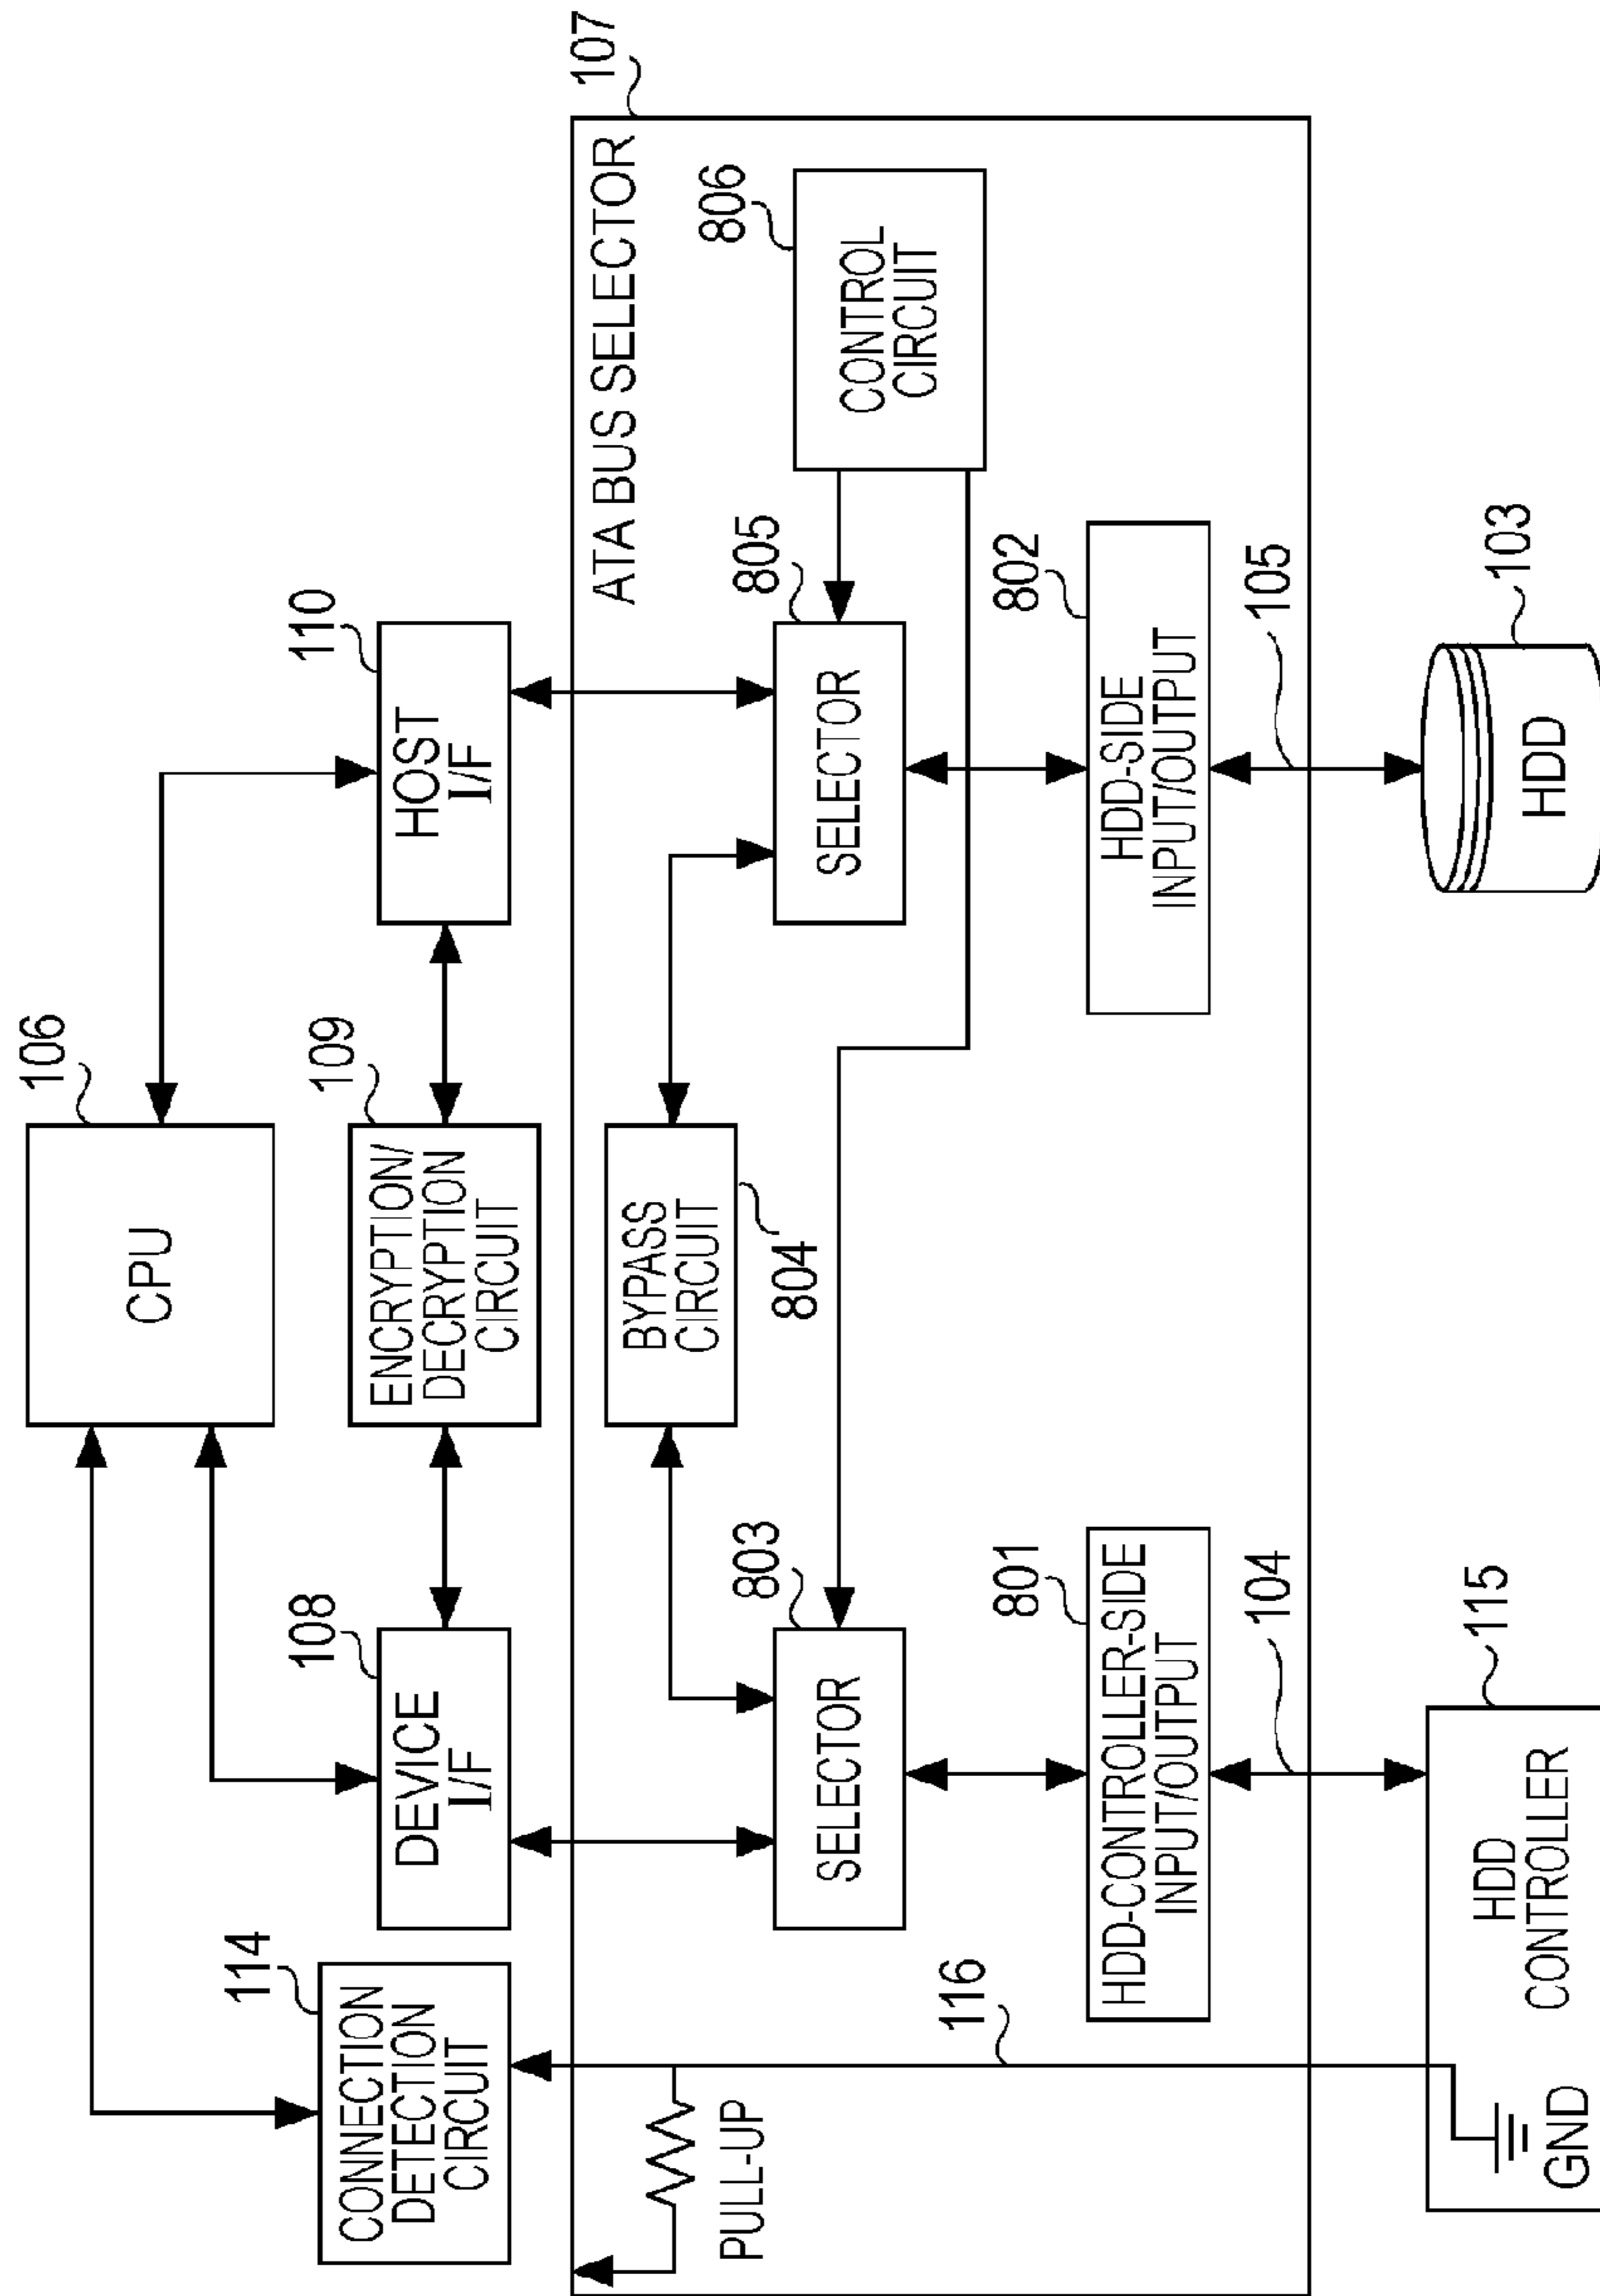 106
CPU
114
CONNECTION
DETECTION
CIRCUIT
108
DEVICE
I/F
109
ENCRYPTION/
DECRYPTION
CIRCUIT
110
HOST
I/F
107
ATA BUS SELECTOR
PULL-UP
BYPASS
CIRCUIT
804
803
SELECTOR
805
SELECTOR
806
CONTROL
CIRCUIT
116
801
HDD-CONTROLLER-SIDE
INPUT/OUTPUT
802
HDD-SIDE
INPUT/OUTPUT
104
105
115
HDD
CONTROLLER
GND
103
HDD